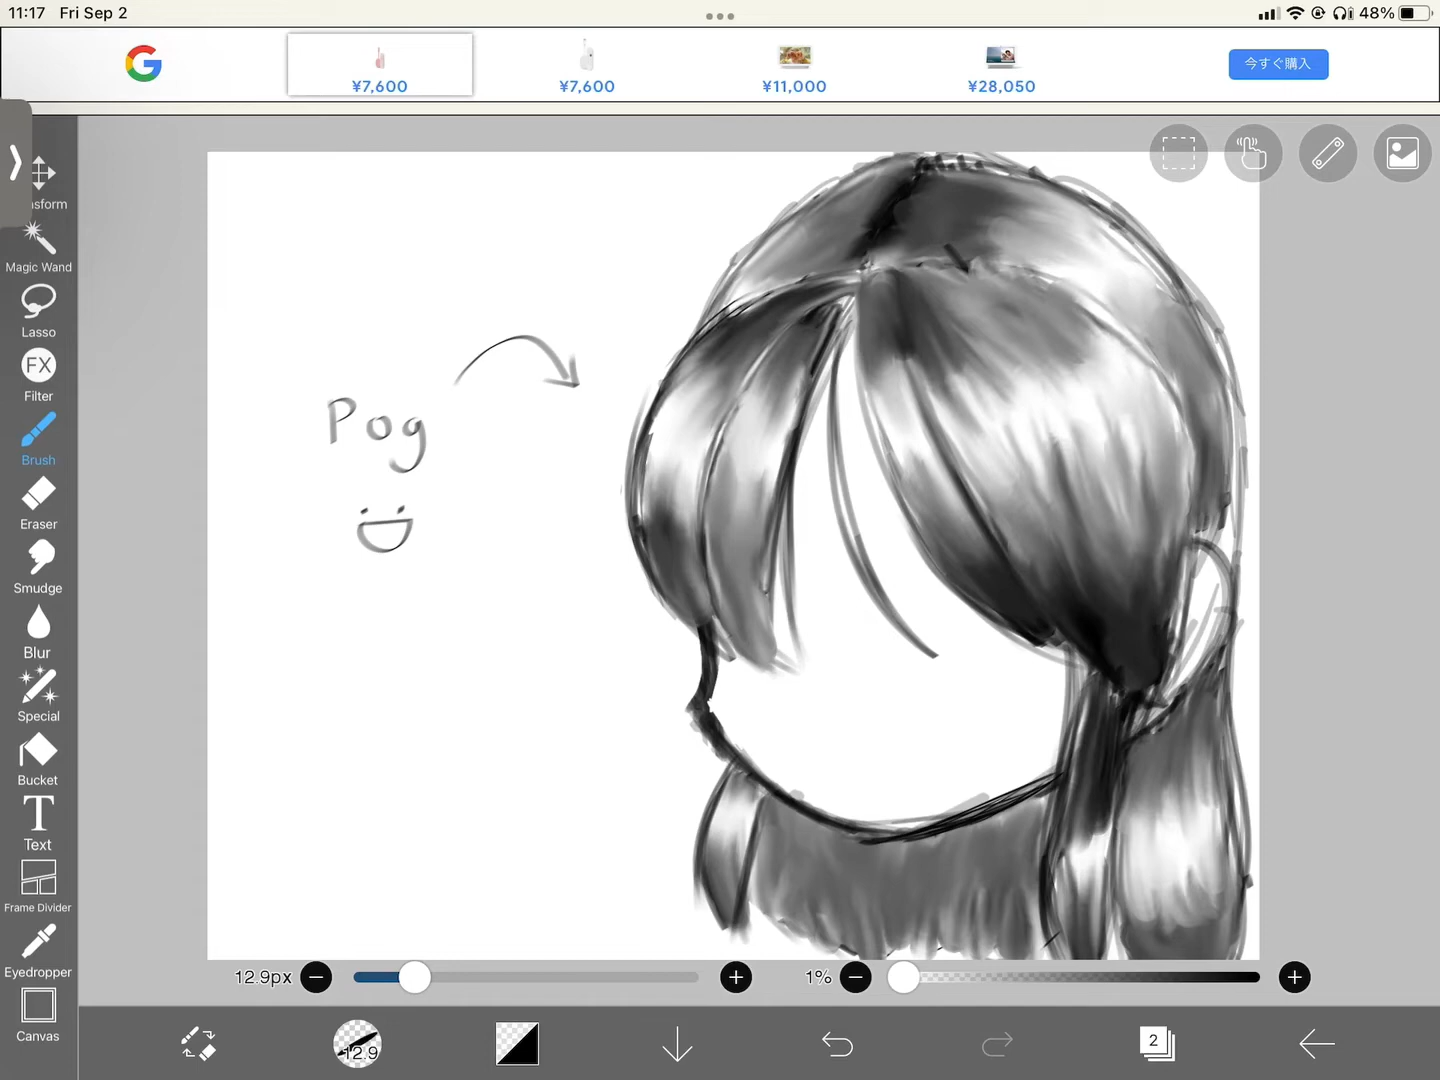 11:17 Fri Sep 2
48%
¥7,600
¥7,600
¥11,000
¥28,050
今すぐ購入
nsform
Magic Wand
Lasso
FX
Filter
Brush
Eraser
Smudge
Blur
Special
Bucket
T
Text
Frame Divider
Eyedropper
Canvas
Pog
12.9px
1%
12.9
2